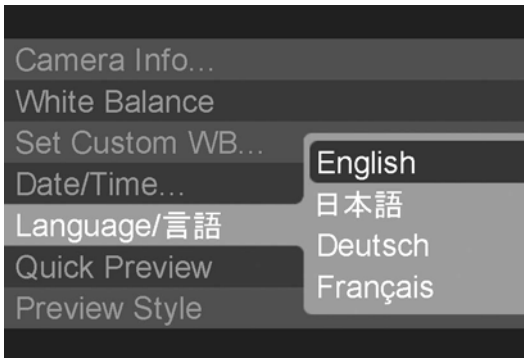 Camera Info...
White Balance
Set Custom WB...
Date/Time...
Language/言語
Quick Preview
Preview Style
English
日本語
Deutsch
Français